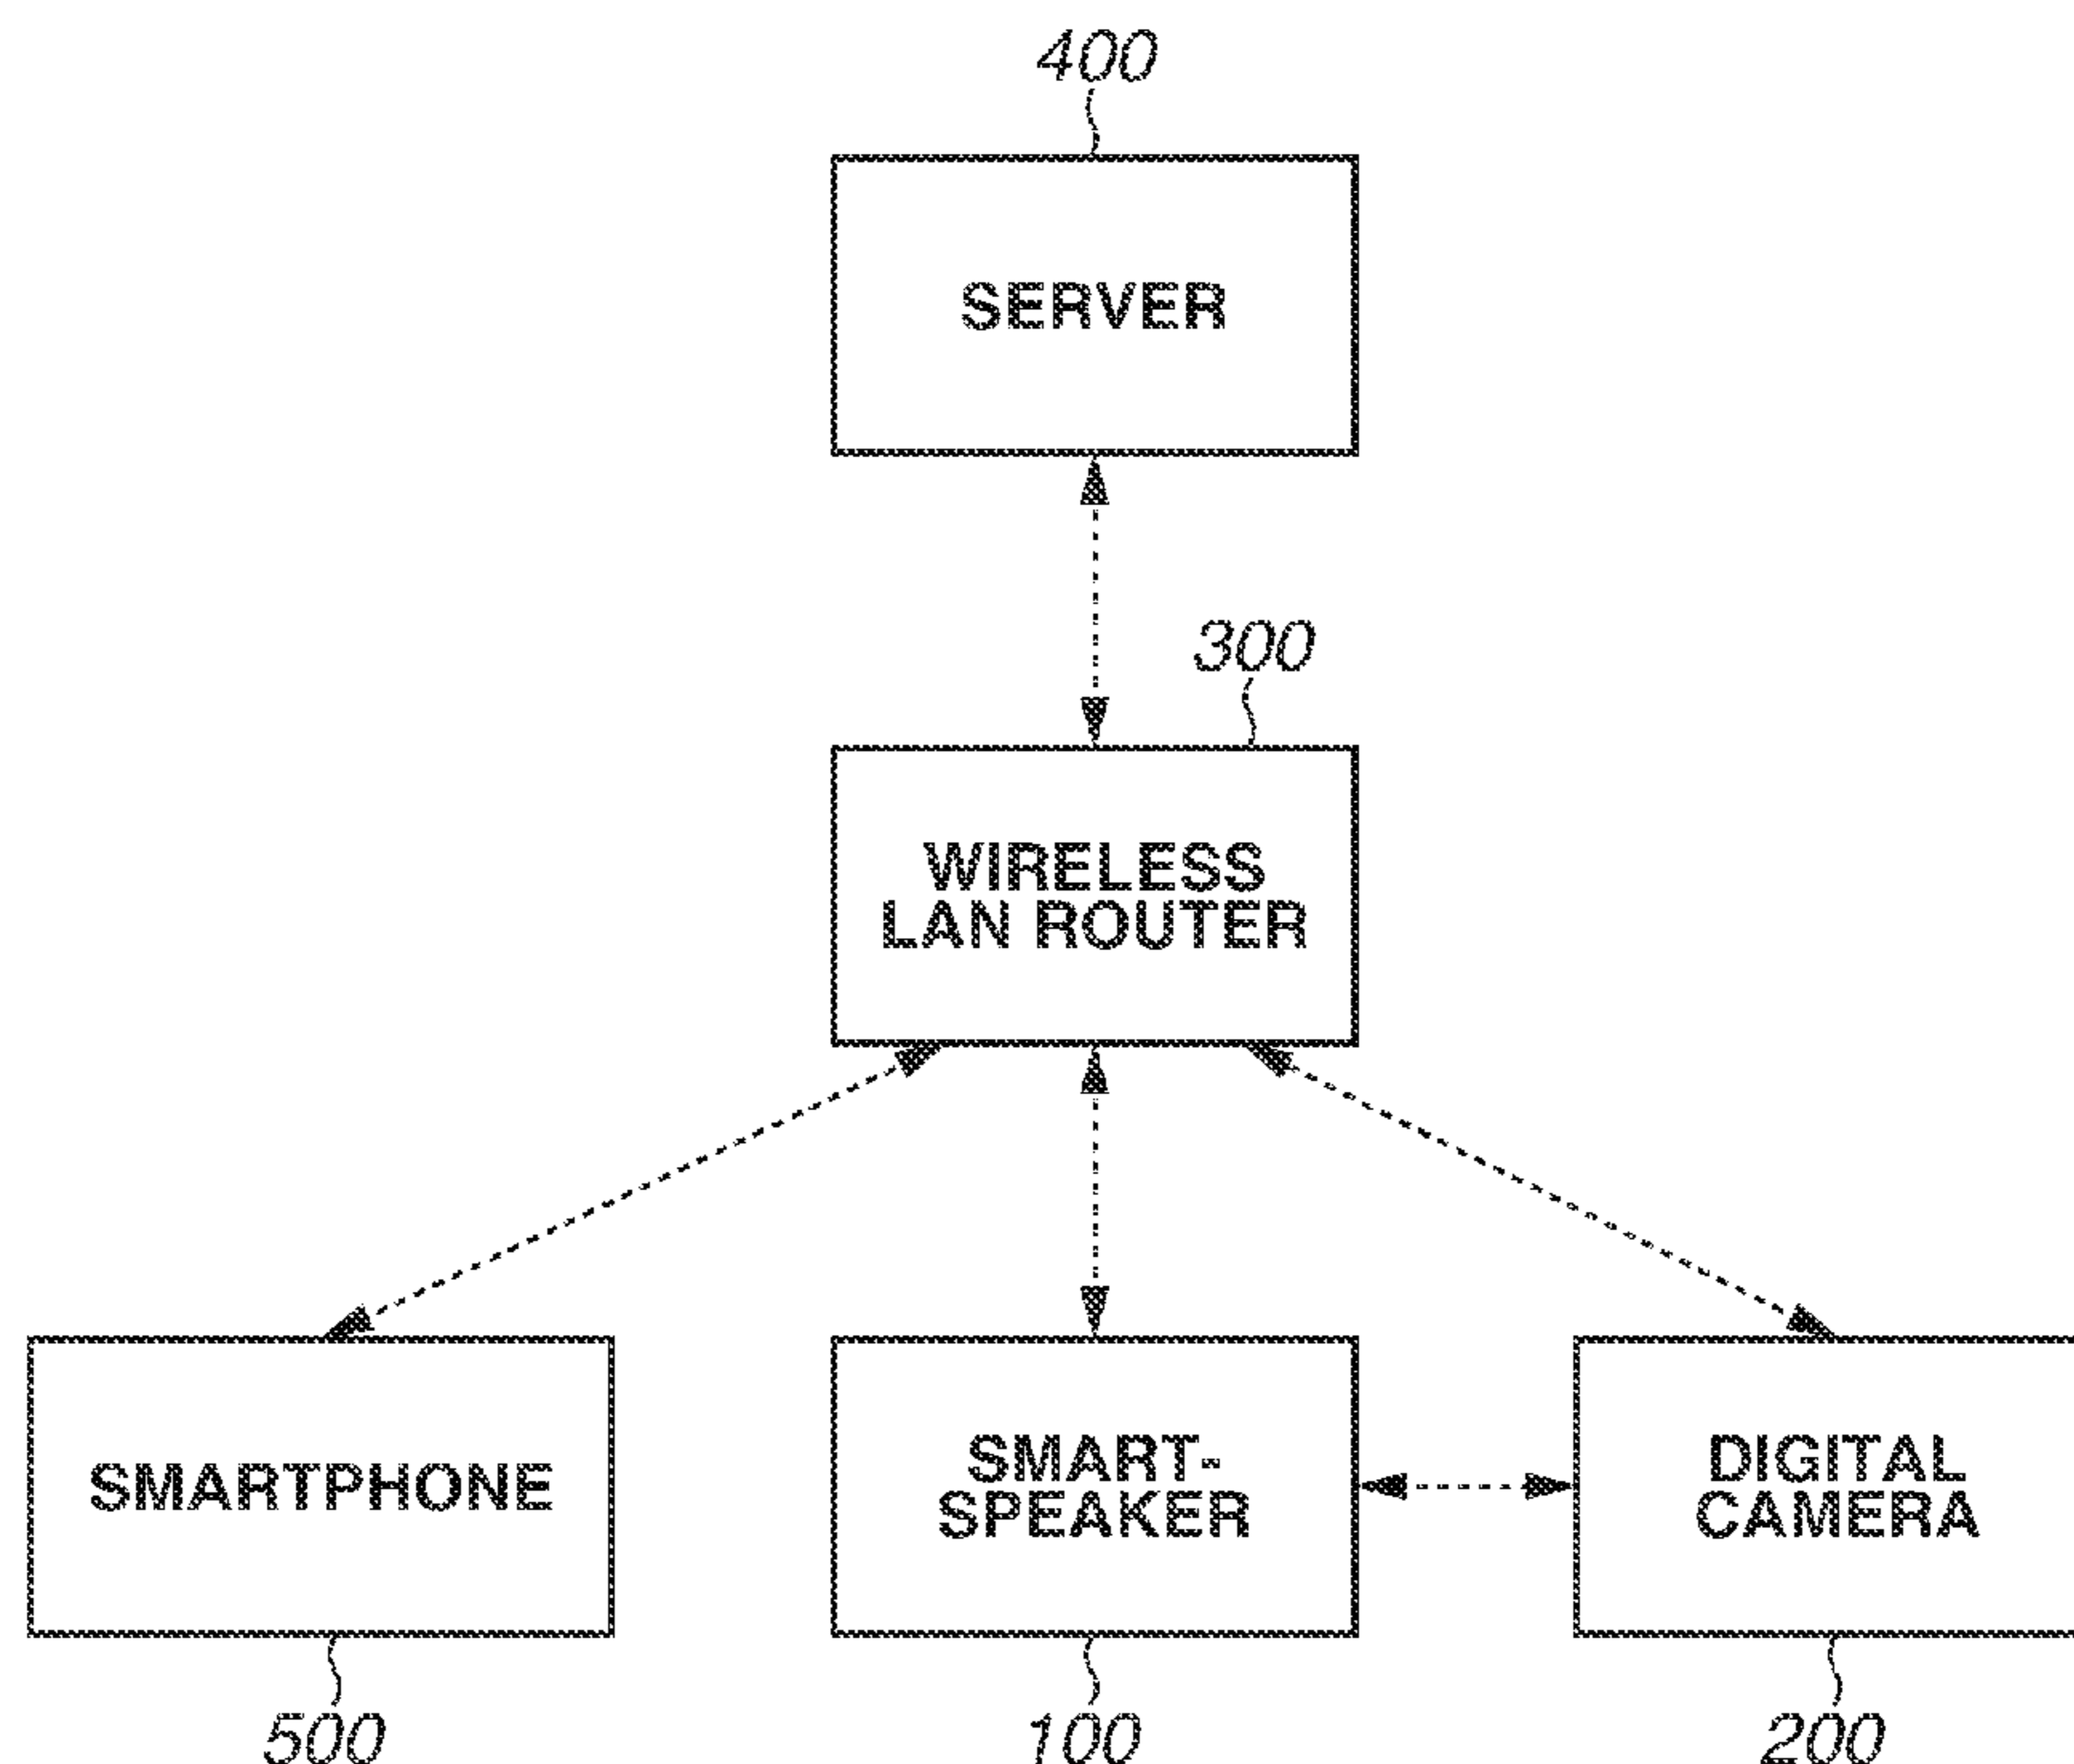 400
SERVER
300
WIRELESS
LAN ROUTER
SMARTPHONE
SMART-
SPEAKER
DIGITAL
CAMERA
500
100
200